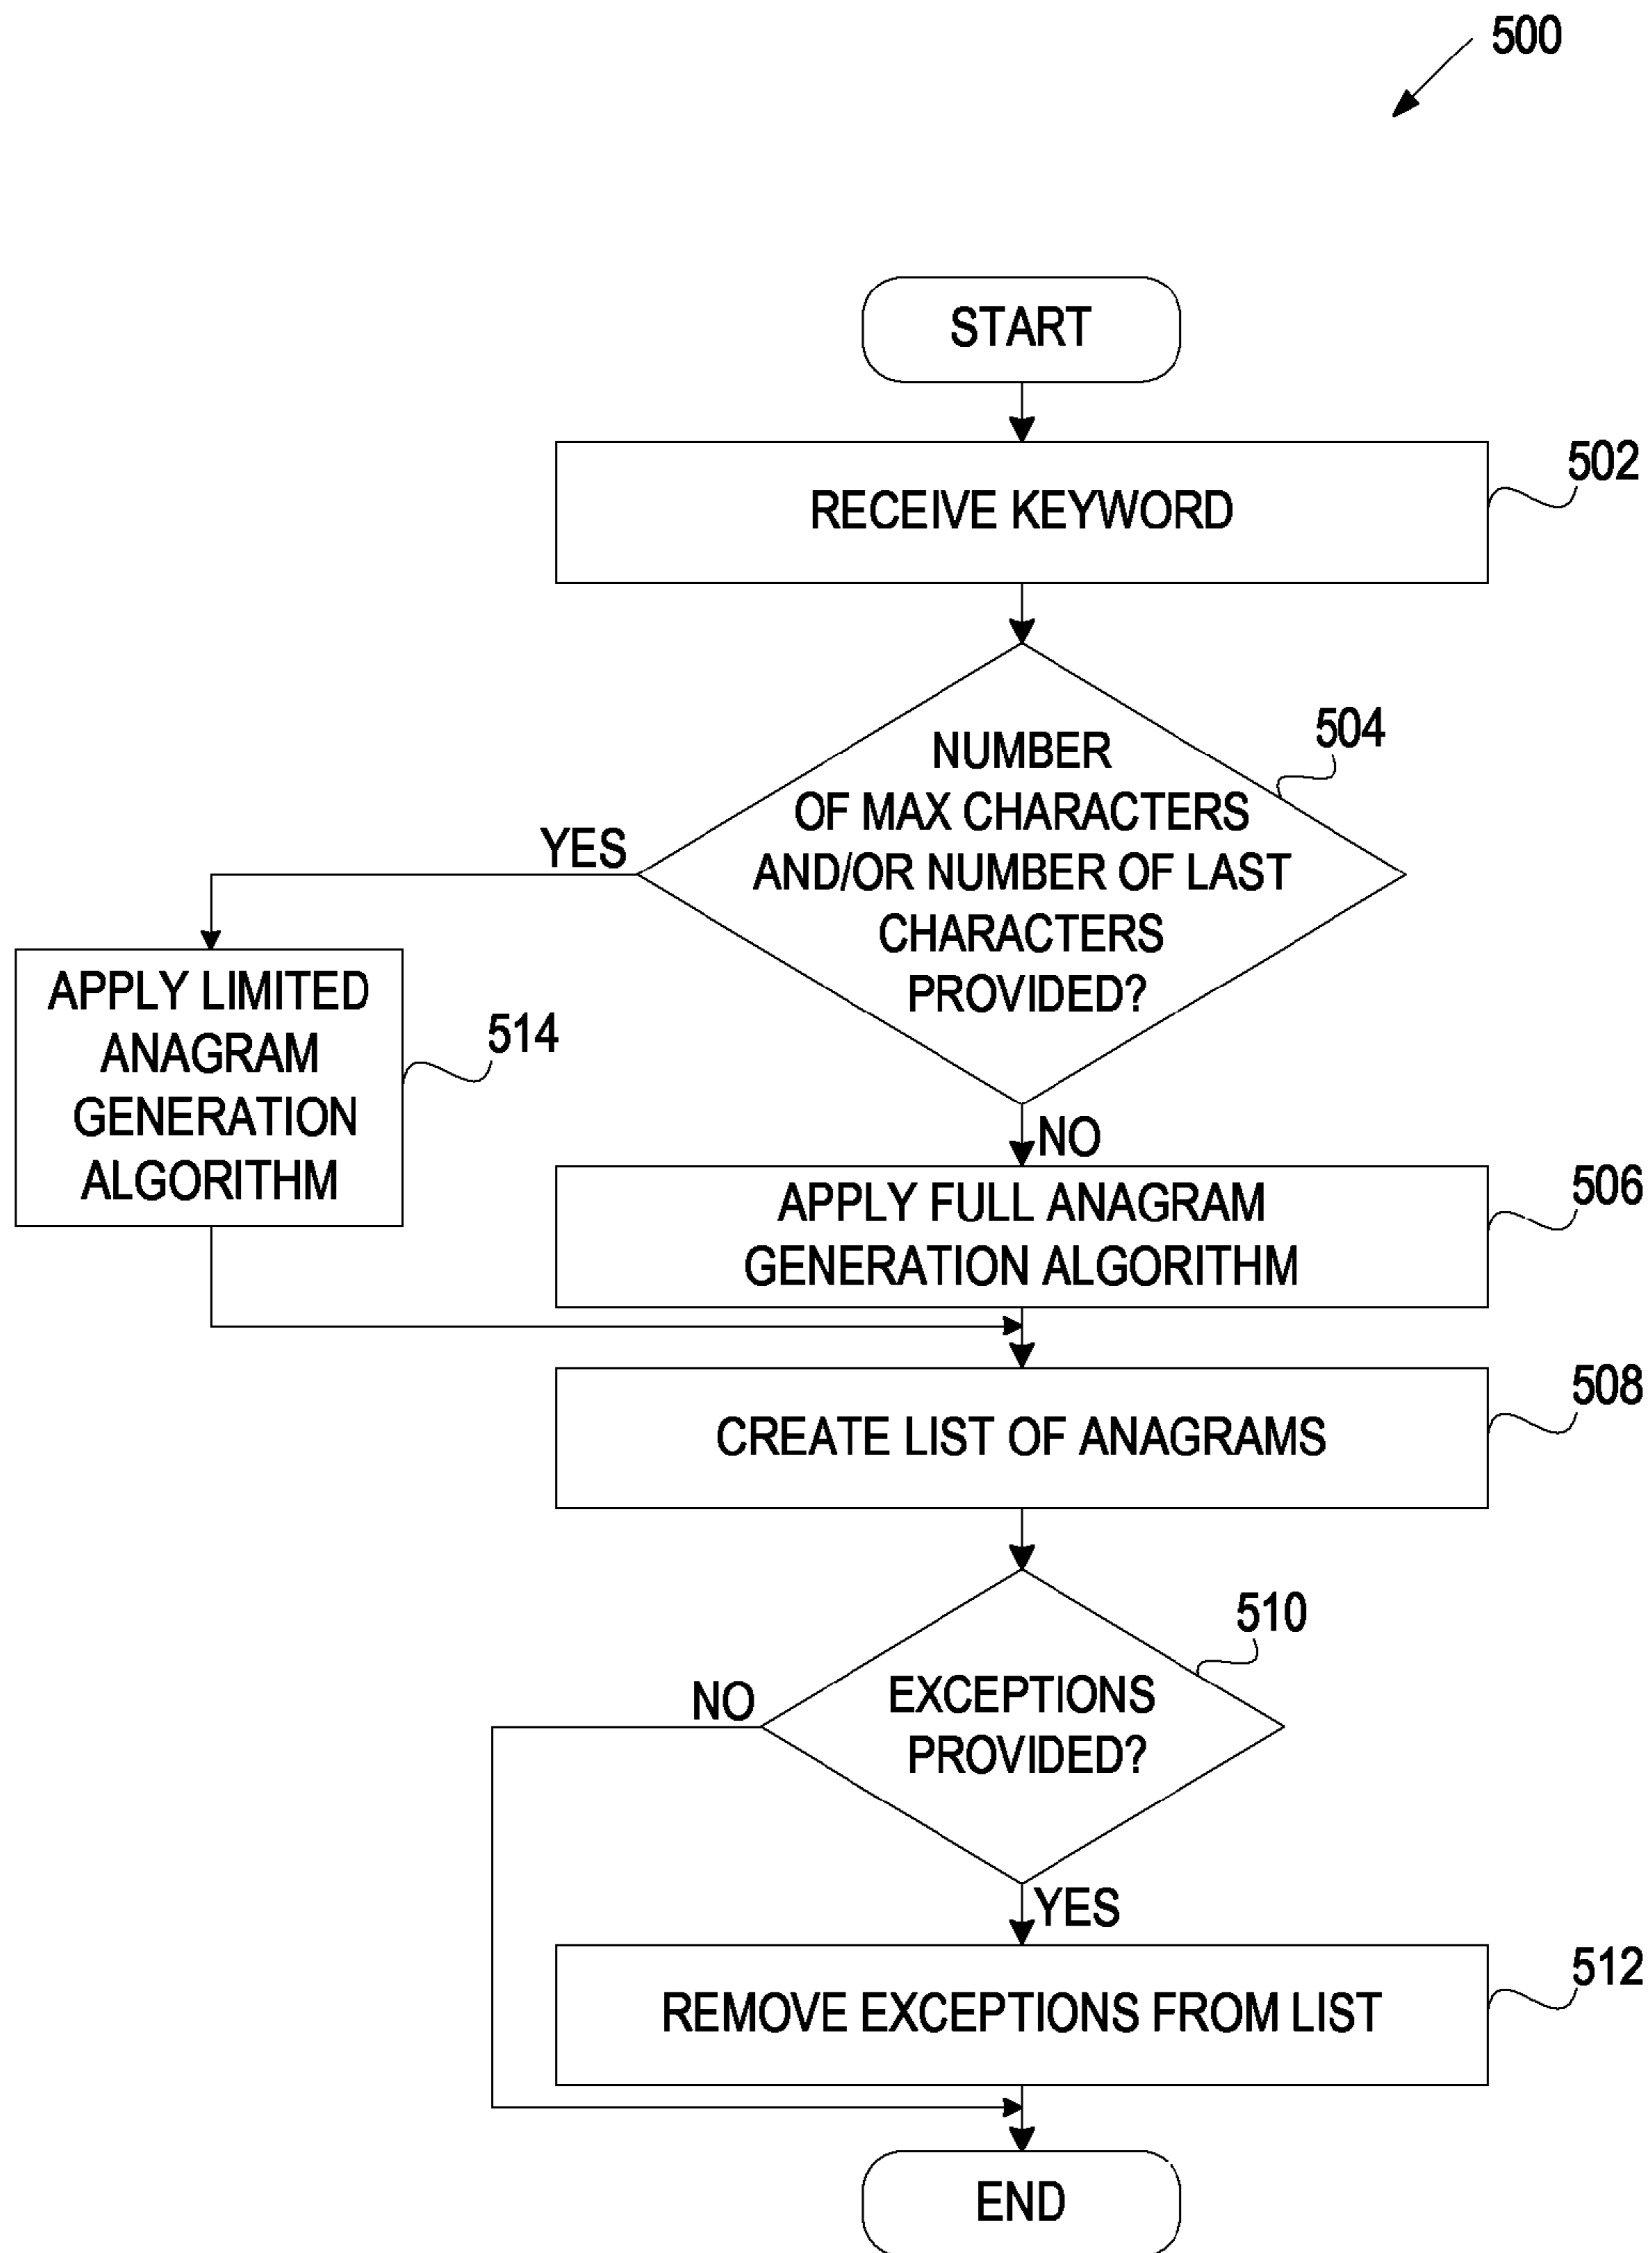 500
START
RECEIVE KEYWORD
502
NUMBER
OF MAX CHARACTERS
AND/OR NUMBER OF LAST
CHARACTERS
PROVIDED?
504
YES
APPLY LIMITED
ANAGRAM
GENERATION
ALGORITHM
514
NO
APPLY FULL ANAGRAM
GENERATION ALGORITHM
506
CREATE LIST OF ANAGRAMS
508
EXCEPTIONS
PROVIDED?
510
NO
YES
REMOVE EXCEPTIONS FROM LIST
512
END